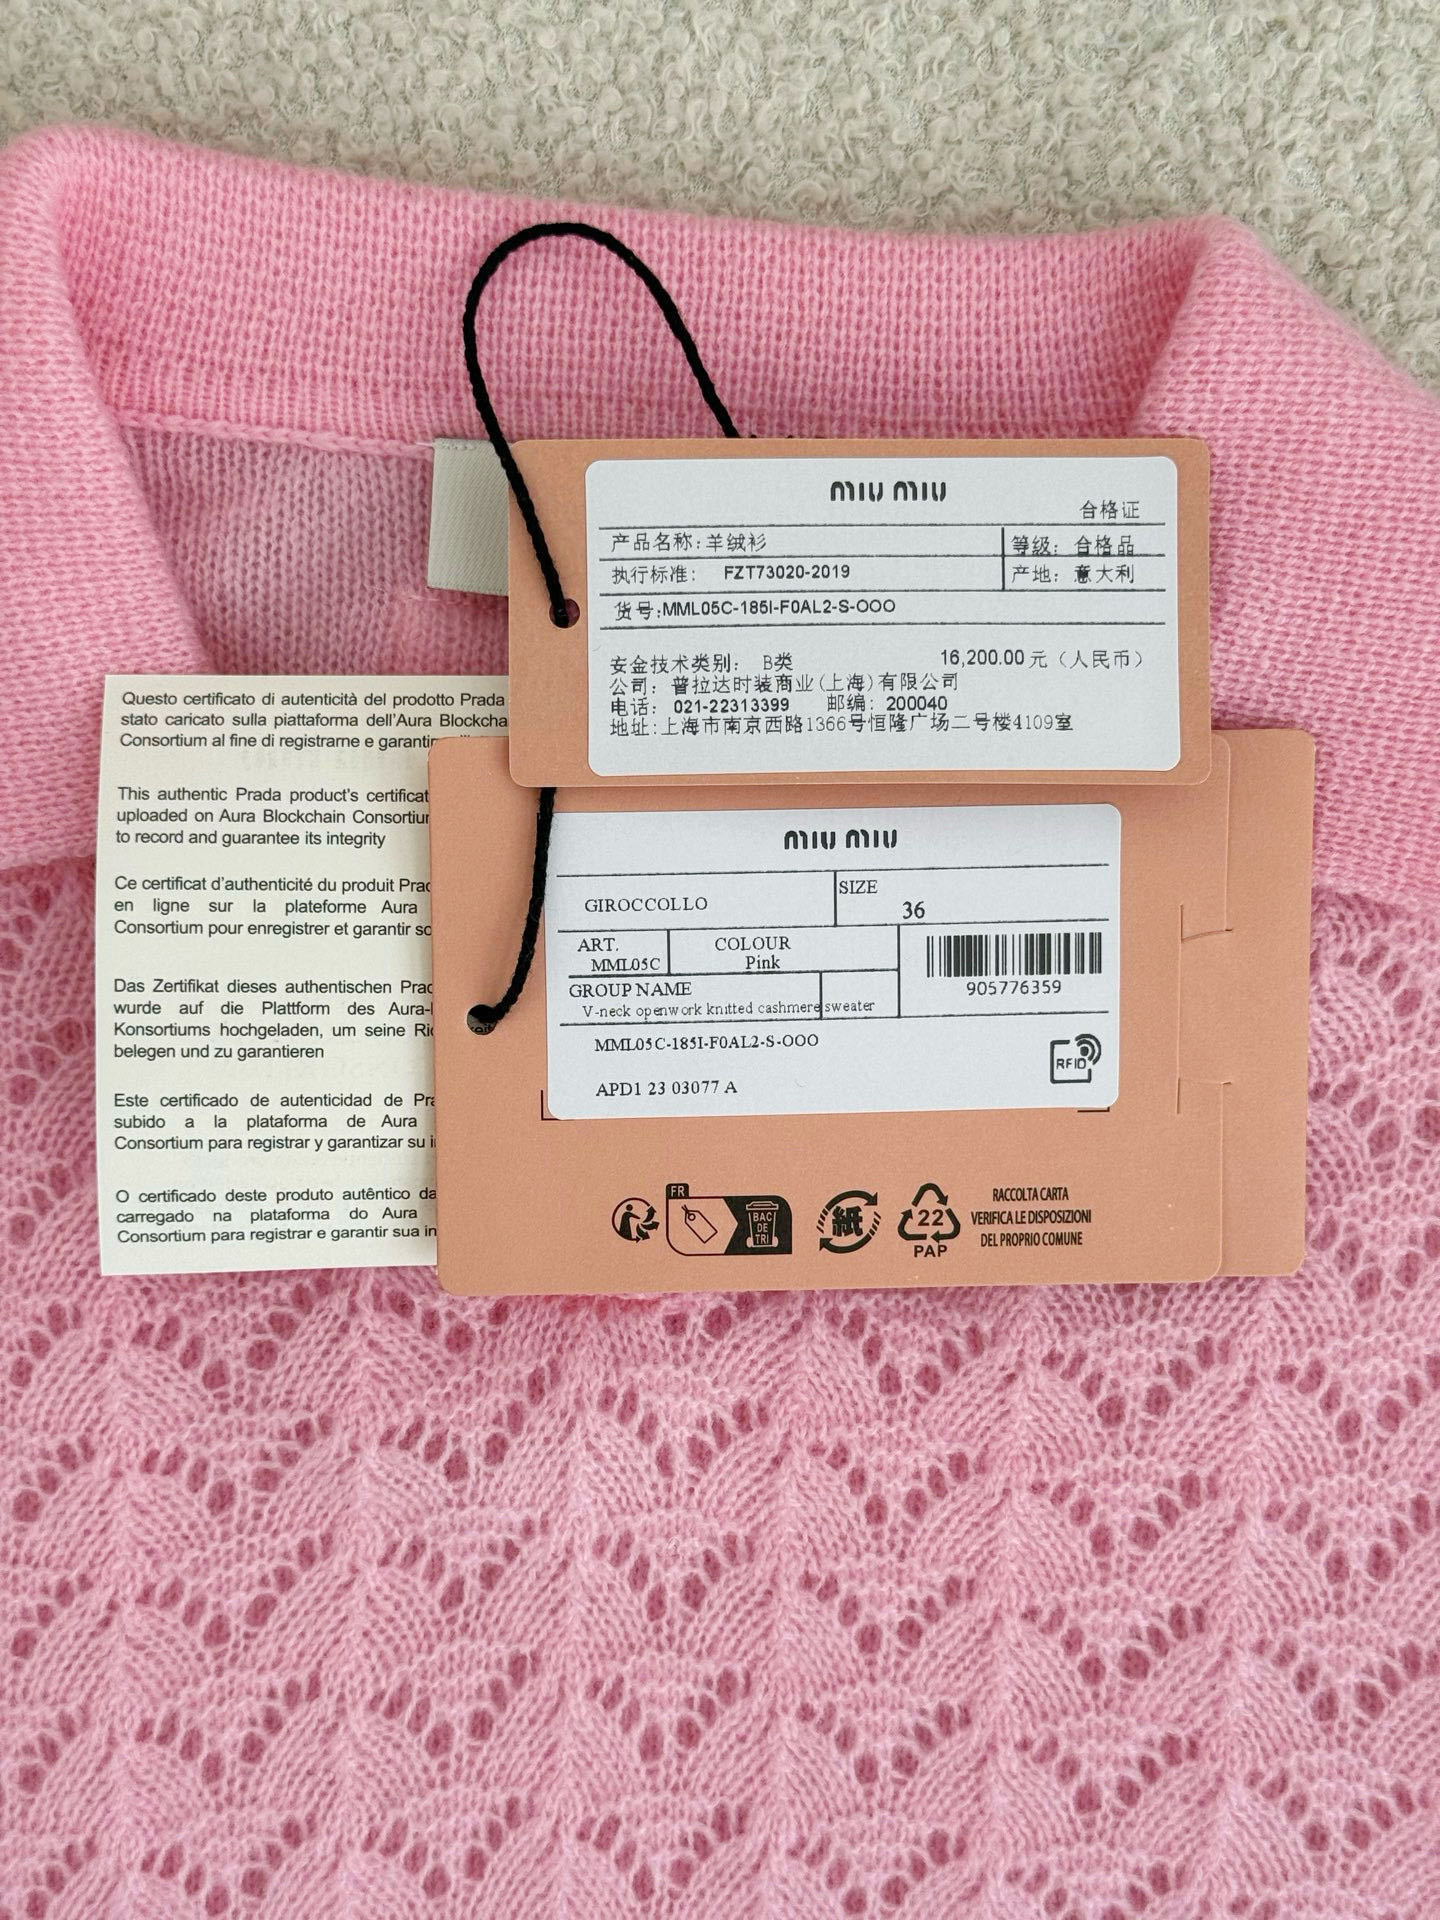 miu miu
合格证
产品名称:羊绒衫
等级: 合格品
执行标准: FZT73020-2019
产地: 意大利
货号:MML05C-185I-F0AL2-S-OOO
安金技术类别: B类
16,200.00元(人民币)
公司: 普拉达时装商业(上海)有限公司
电话: 021-22313399 邮编: 200040
地址:上海市南京西路1366号恒隆广场二号楼4109室
Questo certificato di autenticità del prodotto Prada
stato caricato sulla piattaforma dell'Aura Blockcha
Consortium al fine di registrarne e garantir
This authentic Prada product's certificat
uploaded on Aura Blockchain Consortiu
to record and guarantee its integrity
Ce certificat d'authenticité du produit Prac
en ligne sur la plateforme Aura
Consortium pour enregistrer et garantir so
Das Zertifikat dieses authentischen Prac
wurde auf die Plattform des Aura-
Konsortiums hochgeladen, um seine Ric
belegen und zu garantieren
Este certificado de autenticidad de Pra
subido a la plataforma de Aura
Consortium para registrar y garantizar su i
O certificado deste produto autêntico da
carregado na plataforma do Aura
Consortium para registrar e garantir sua in
miu miu
GIROCCOLLO
SIZE
36
ART.
MML05C
COLOUR
Pink
905776359
GROUP NAME
V-neck openwork knitted cashmere sweater
MML05C-185I-F0AL2-S-OOO
RFID
APD1 23 03077 A
FR
BAC
DE
TRI
紙
22
PAP
RACCOLTA CARTA
VERIFICA LE DISPOSIZIONI
DEL PROPRIO COMUNE